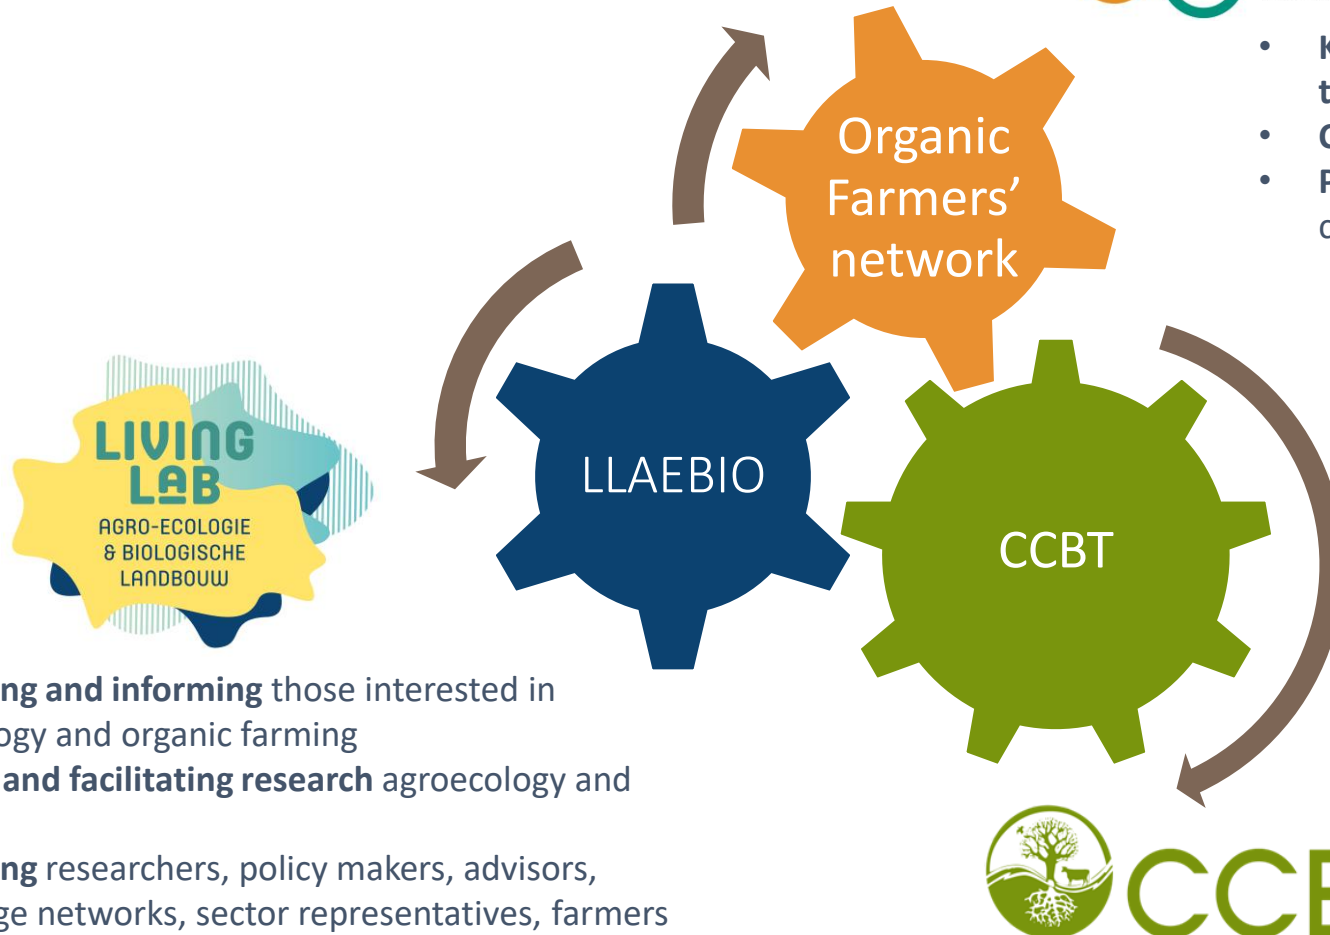 Organic
Farmers'
network
LLAEBIO
CCBT
LIVING
LAB
AGRO-ECOLOGIE
& BIOLOGISCHE
LANDBOUW
ng and informing those interested in
ogy and organic farming
and facilitating research agroecology and
ng researchers, policy makers, advisors,
ge networks, sector representatives, farmers